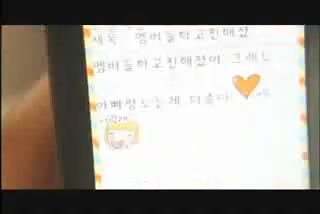 제목 : 멤버들하고친해졌
멤버들하고친해졌어 그래도
아빠랑노는게 더좋아